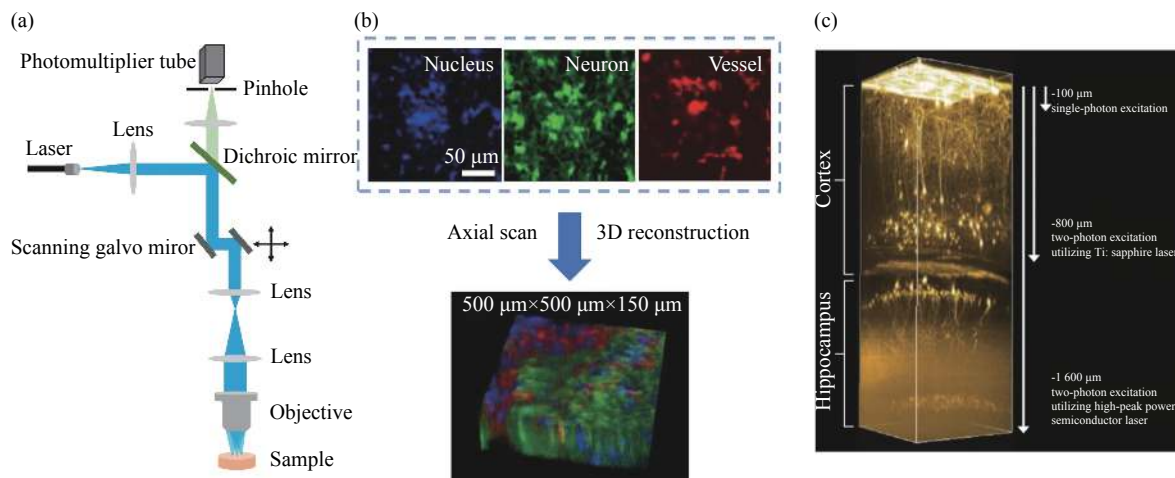 (a)
Photomultiplier tube
Pinhole
Lens
Laser
Dichroic mirror
Scanning galvo miror
Lens
Lens
Objective
Sample
(b)
Nucleus
Neuron
Vessel
50 μm
Axial scan
3D reconstruction
500 μm×500 μm×150 μm
(c)
Cortex
Hippocampus
-100 μm
single-photon excitation
-800 μm
two-photon excitation
utilizing Ti: sapphire laser
-1 600 μm
two-photon excitation
utilizing high-peak power
semiconductor laser